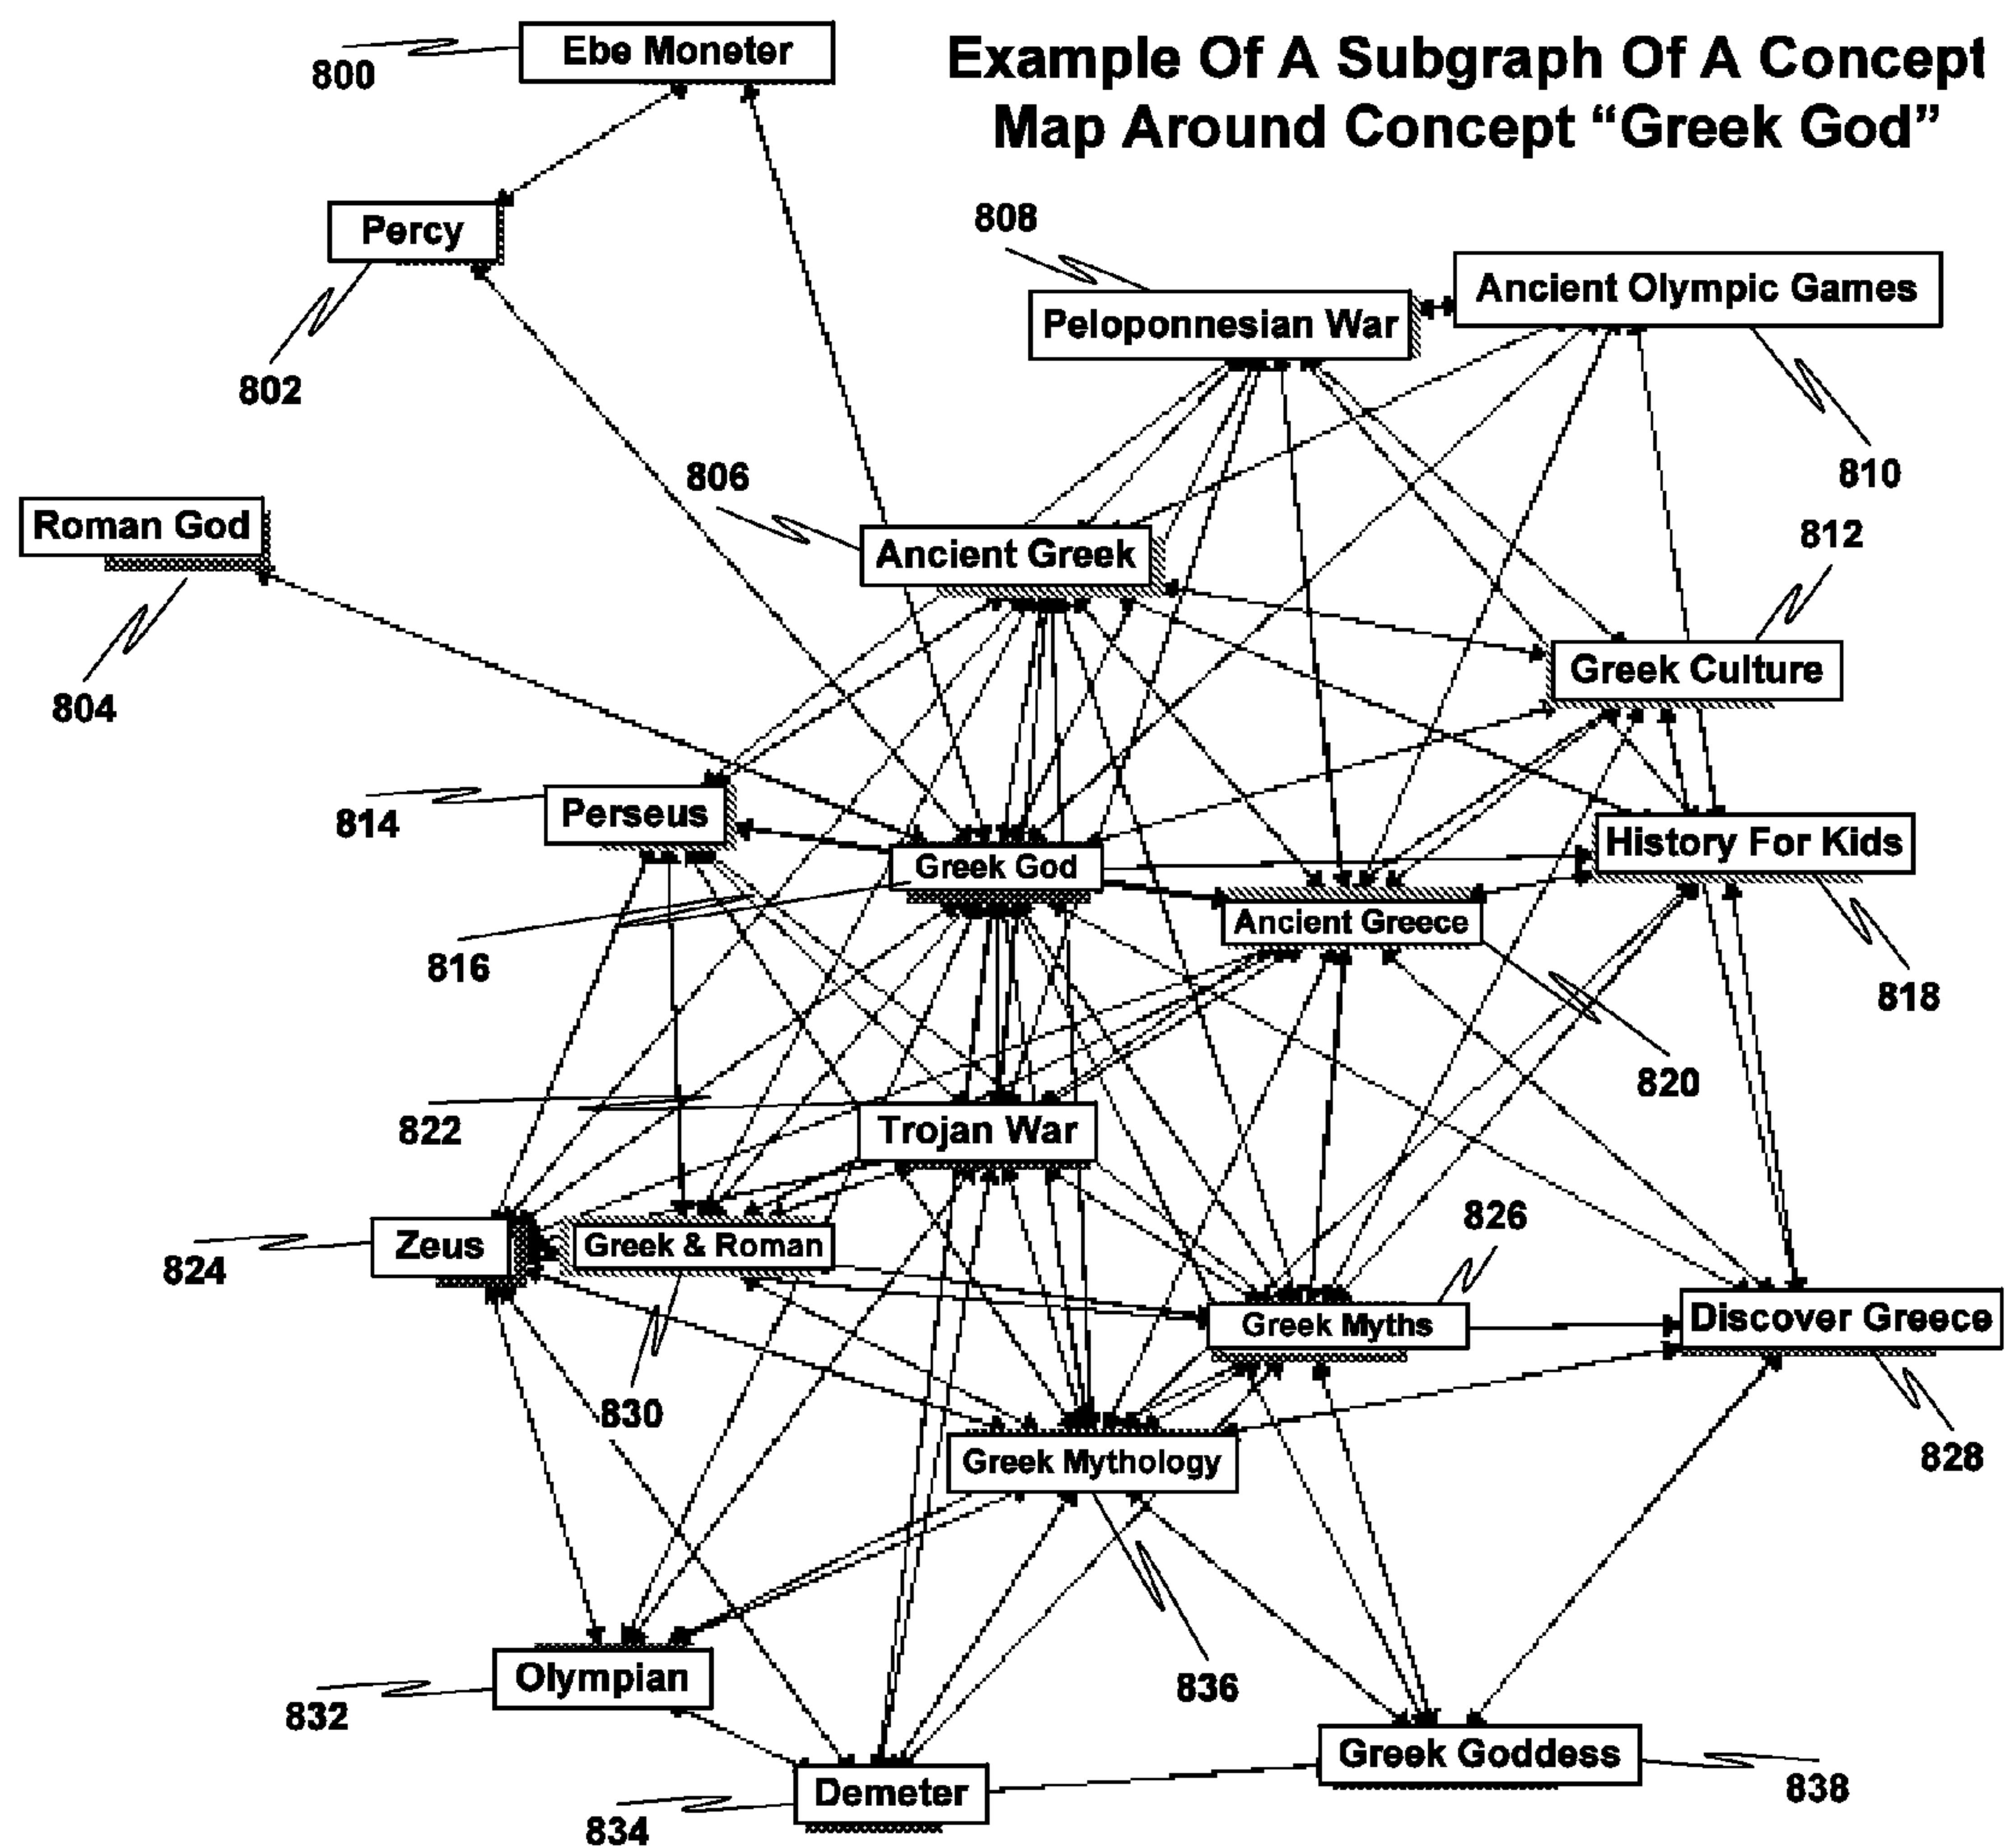 Example Of A Subgraph Of A Concept
Map Around Concept “Greek God”
800
Ebe Moneter
Percy
802
808
Peloponnesian War
Ancient Olympic Games
810
806
Roman God
804
Ancient Greek
812
Greek Culture
814
Perseus
Greek God
816
History For Kids
818
Ancient Greece
820
822
Trojan War
824
Zeus
Greek & Roman
830
826
Greek Myths
Discover Greece
828
Greek Mythology
836
Olympian
832
Demeter
834
Greek Goddess
838